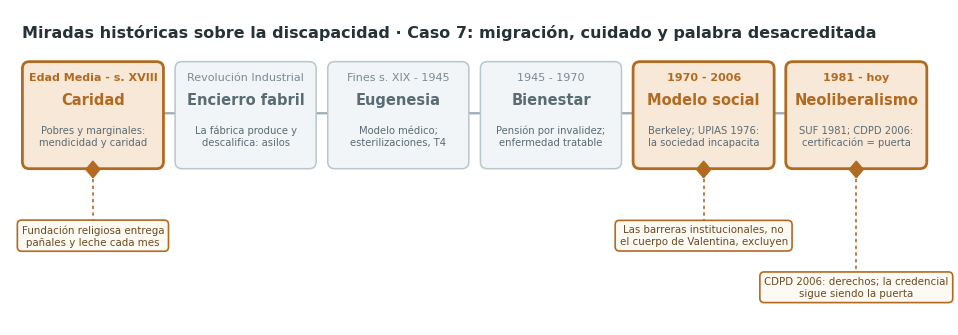 Miradas históricas sobre la discapacidad · Caso 7: migración, cuidado y palabra desacreditada
Edad Media - s. XVIII
Caridad
Pobres y marginales:
mendicidad y caridad
Revolución Industrial
Encierro fabril
La fábrica produce y
descalifica: asilos
Fines s. XIX - 1945
Eugenesia
Modelo médico;
esterilizaciones, T4
1945 - 1970
Bienestar
Pensión por invalidez;
enfermedad tratable
1970 - 2006
Modelo social
Berkeley; UPIAS 1976:
la sociedad incapacita
1981 - hoy
Neoliberalismo
SUF 1981; CDPD 2006:
certificación = puerta
Fundación religiosa entrega
pañales y leche cada mes
Las barreras institucionales, no
el cuerpo de Valentina, excluyen
CDPD 2006: derechos; la credencial
sigue siendo la puerta